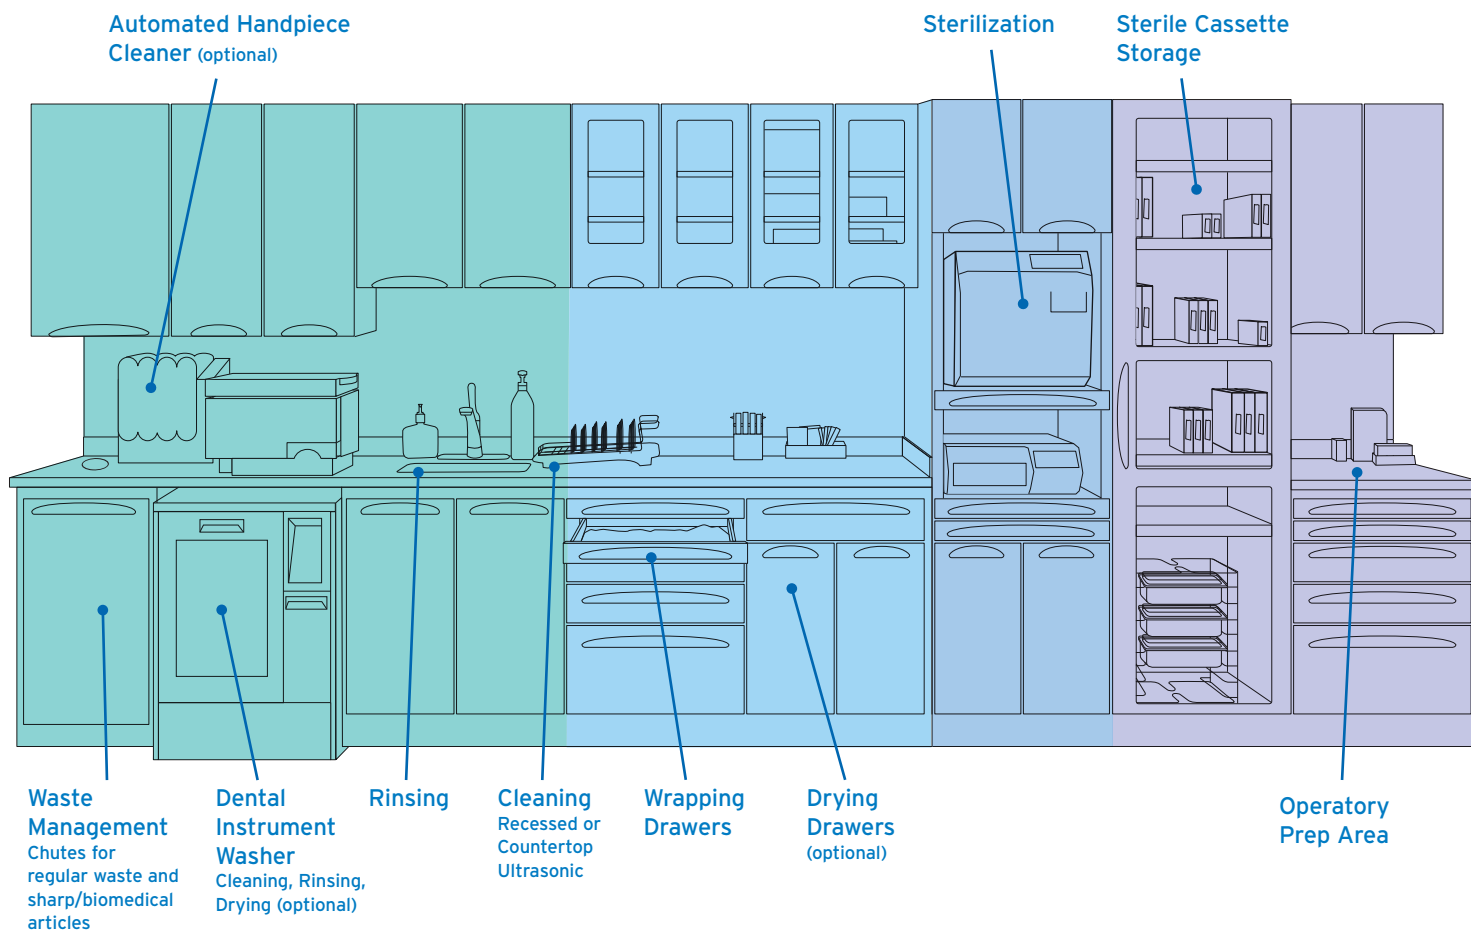 Automated Handpiece
Cleaner (optional)
Sterilization
Sterile Cassette
Storage
Waste
Management
Chutes for
regular waste and
sharp/biomedical
articles
Dental
Instrument
Washer
Cleaning, Rinsing,
Drying (optional)
Rinsing
Cleaning
Recessed or
Countertop
Ultrasonic
Wrapping
Drawers
Drying
Drawers
(optional)
Operatory
Prep Area